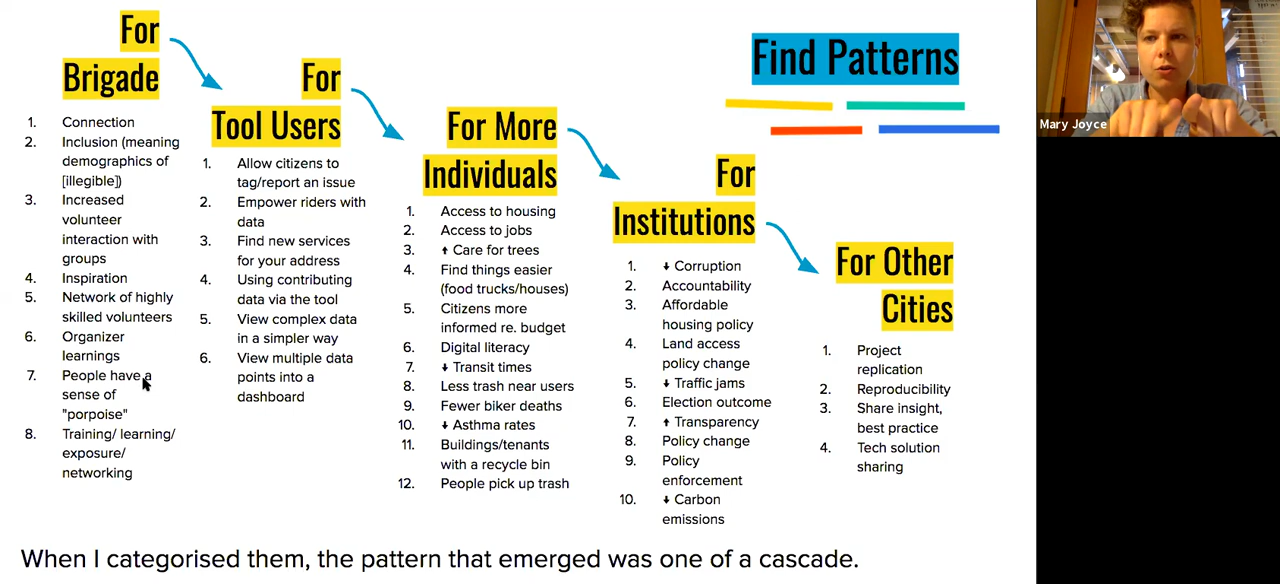 For
Brigade
1. Connection
2. Inclusion (meaning
demographics of
[illegible])
3. Increased
volunteer
interaction with
groups
4. Inspiration
5. Network of highly
skilled volunteers
6. Organizer
learnings
7. People have a
sense of
"porpoise"
8. Training/ learning/
exposure/
networking
For
Tool Users
1. Allow citizens to
tag/report an issue
2. Empower riders with
data
3. Find new services
for your address
4. Using contributing
data via the tool
5. View complex data
in a simpler way
6. View multiple data
points into a
dashboard
For More
Individuals
1. Access to housing
2. Access to jobs
3. ↑ Care for trees
4. Find things easier
(food trucks/houses)
5. Citizens more
informed re. budget
6. Digital literacy
7. ↓ Transit times
8. Less trash near users
9. Fewer biker deaths
10. ↓ Asthma rates
11. Buildings/tenants
with a recycle bin
12. People pick up trash
For
Institutions
1. ↓ Corruption
2. Accountability
3. Affordable
housing policy
4. Land access
policy change
5. ↓ Traffic jams
6. Election outcome
7. ↑ Transparency
8. Policy change
9. Policy
enforcement
10. ↓ Carbon
emissions
For Other
Cities
1. Project
replication
2. Reproducibility
3. Share insight,
best practice
4. Tech solution
sharing
Find Patterns
Mary Joyce
When I categorised them, the pattern that emerged was one of a cascade.